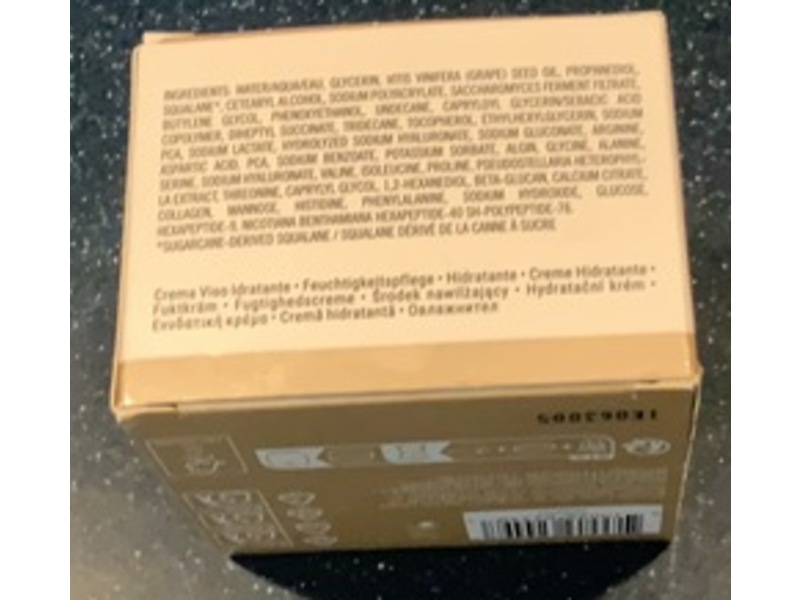 INGREDIENTS: WATER/AQUA/EAU, GLYCERIN, VITIS VINIFERA (GRAPE) SEED OIL, PROPANEDIOL,
SQUALANE*, CETEARYL ALCOHOL, SODIUM POLYACRYLATE, SACCHAROMYCES FERMENT FILTRATE,
BUTYLENE GLYCOL, PHENOXYETHANOL, UNDECANE, CAPRYLOYL GLYCERIN/SEBACIC ACID
COPOLYMER, DIHEPTYL SUCCINATE, TRIDECANE, TOCOPHEROL, ETHYLHEXYLGLYCERIN, SODIUM
PCA, SODIUM LACTATE, HYDROLYZED SODIUM HYALURONATE, SODIUM GLUCONATE, ARGININE,
ASPARTIC ACID, PCA, SODIUM BENZOATE, POTASSIUM SORBATE, ALGIN, GLYCINE, ALANINE,
SERINE, SODIUM HYALURONATE, VALINE, ISOLEUCINE, PROLINE, PSEUDOSTELLARIA HETEROPHYL-
LA EXTRACT, THREONINE, CAPRYLYL GLYCOL, 1,2-HEXANEDIOL, BETA-GLUCAN, CALCIUM CITRATE,
COLLAGEN, MANNOSE, HISTIDINE, PHENYLALANINE, SODIUM HYDROXIDE, GLUCOSE,
HEXAPEPTIDE-9, NICOTIANA BENTHAMIANA HEXAPEPTIDE-40 SH-POLYPEPTIDE-76.
*SUGARCANE-DERIVED SQUALANE / SQUALANE DÉRIVÉ DE LA CANNE À SUCRE
Crema Viso Idratante • Feuchtigkeitspflege • Hidratante • Creme Hidratante •
Fuktkräm • Fugtighedscreme • Środek nawilżający • Hydratační krém •
Ενυδατική κρέμα • Cremă hidratantă • Овлажнител
1E063005